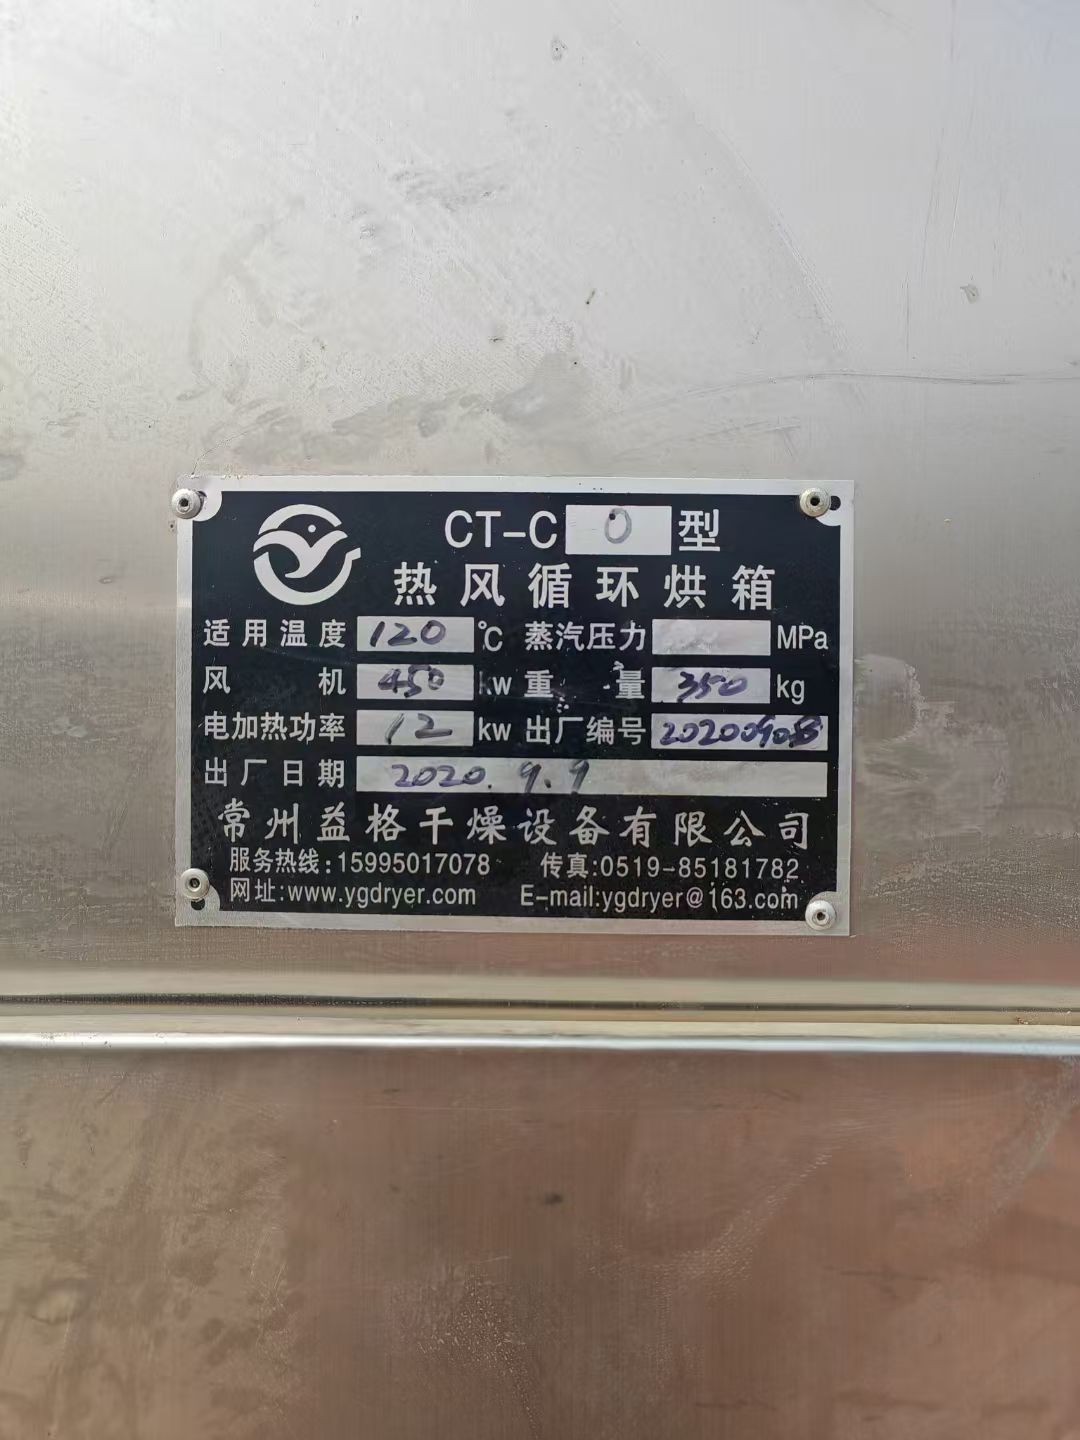 CT-C 0 型
热风循环烘箱
适用温度 120 ℃ 蒸汽压力 MPa
风机 450 kw 重量 350 kg
电加热功率 12 kw 出厂编号
出厂日期 2020.9.9
常州益格干燥设备有限公司
服务热线:15995017078 传真:0519-85181782
网址:www.ygdryer.com E-mail:ygdryer@163.com